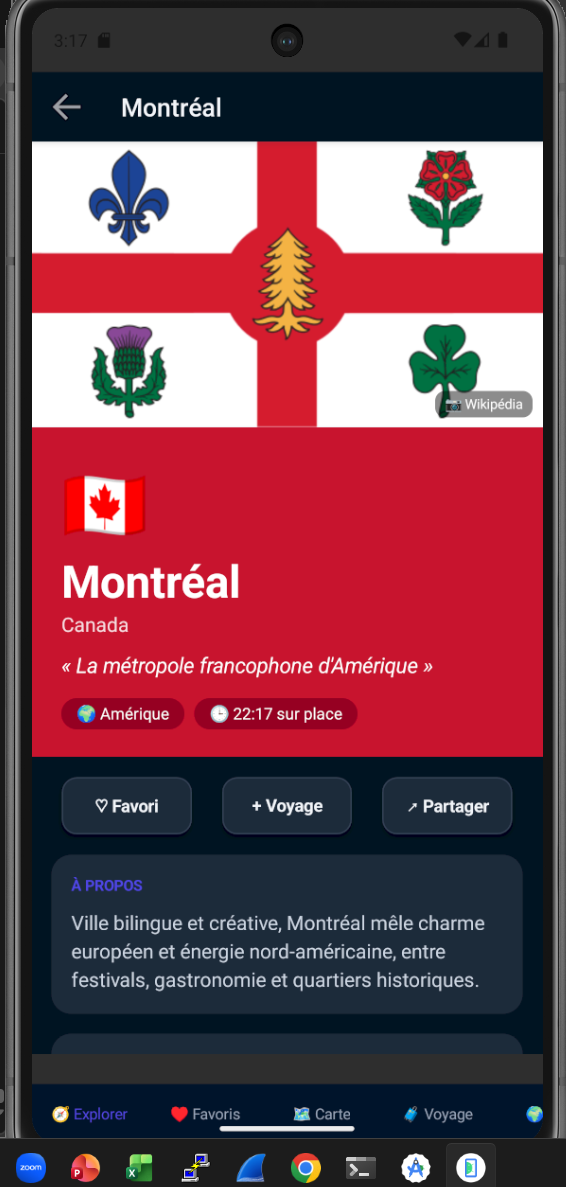 3:17
Montréal
Wikipédia
Montréal
Canada
« La métropole francophone d'Amérique »
Amérique
22:17 sur place
♡ Favori
+ Voyage
↗ Partager
À PROPOS
Ville bilingue et créative, Montréal mêle charme
européen et énergie nord-américaine, entre
festivals, gastronomie et quartiers historiques.
Explorer
Favoris
Carte
Voyage
zoom
P
X